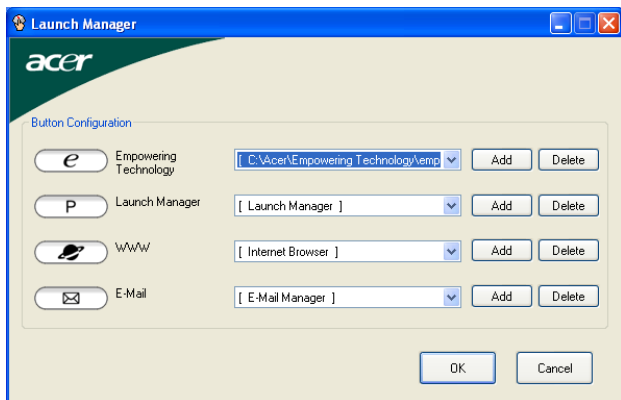 Launch Manager
acer
Button Configuration
e Empowering Technology [ C:\Acer\Empowering Technology\emp Add Delete
P Launch Manager [ Launch Manager ] Add Delete
WWW [ Internet Browser ] Add Delete
E-Mail [ E-Mail Manager ] Add Delete
OK Cancel